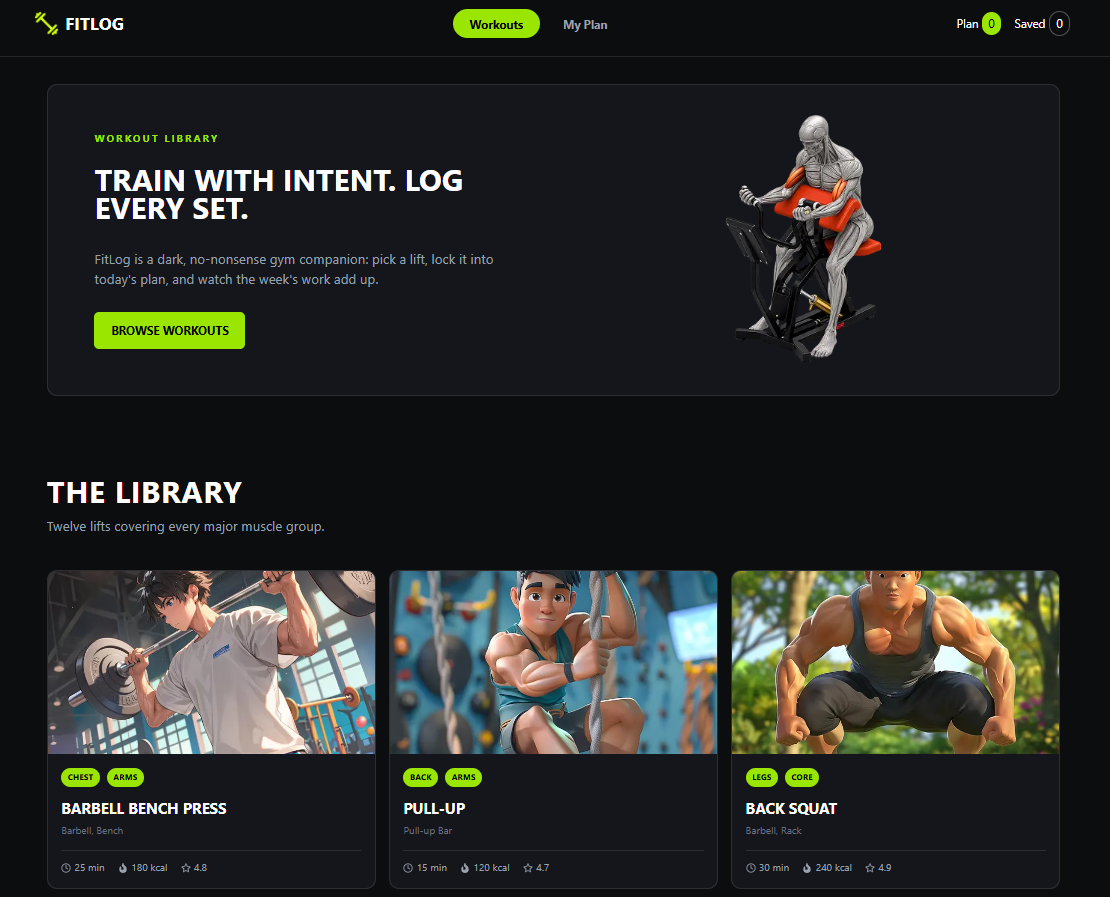 FITLOG
Workouts
My Plan
Plan 0
Saved 0
WORKOUT LIBRARY
TRAIN WITH INTENT. LOG
EVERY SET.
FitLog is a dark, no-nonsense gym companion: pick a lift, lock it into
today's plan, and watch the week's work add up.
BROWSE WORKOUTS
THE LIBRARY
Twelve lifts covering every major muscle group.
CHEST ARMS
BARBELL BENCH PRESS
Barbell, Bench
25 min 180 kcal 4.8
BACK ARMS
PULL-UP
Pull-up Bar
15 min 120 kcal 4.7
LEGS CORE
BACK SQUAT
Barbell, Rack
30 min 240 kcal 4.9